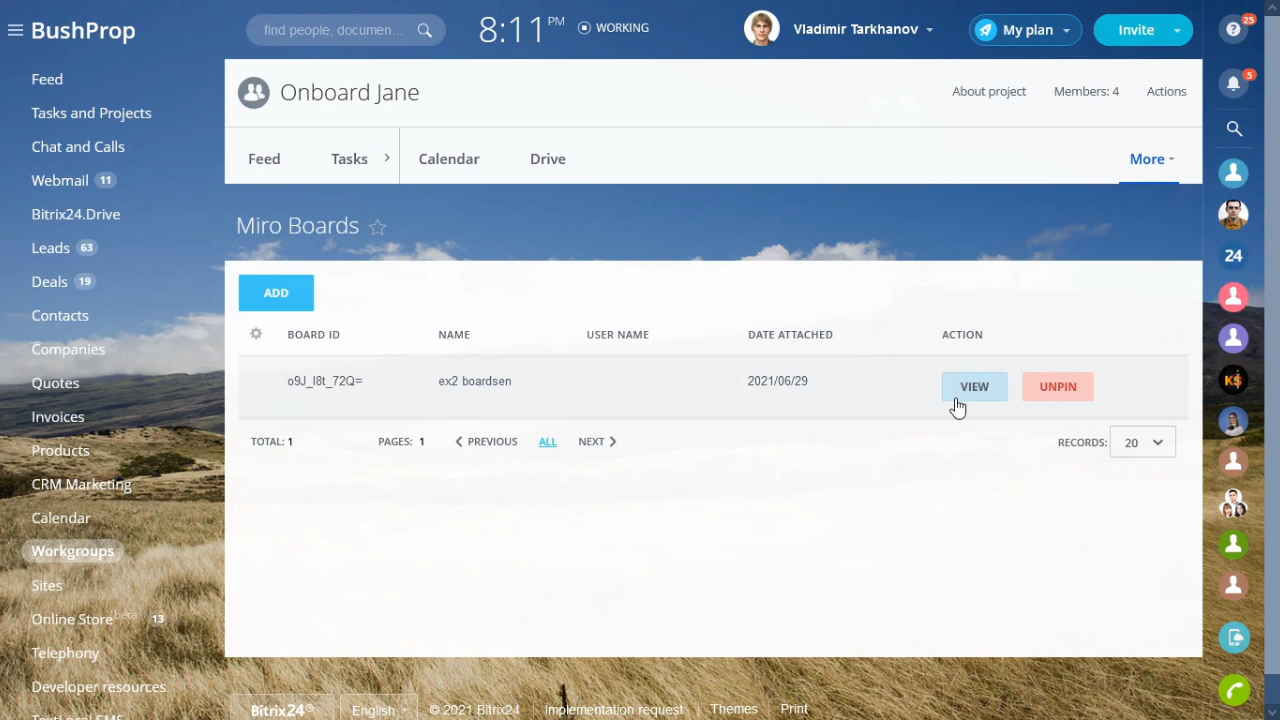 BushProp
find people, documen...
8:11 PM
WORKING
Vladimir Tarkhanov
My plan
Invite
25
Feed
Tasks and Projects
Chat and Calls
Webmail 11
Bitrix24.Drive
Leads 63
Deals 19
Contacts
Companies
Quotes
Invoices
Products
CRM Marketing
Calendar
Workgroups
Sites
Online Store beta 13
Telephony
Developer resources
TextLocal SMS
Onboard Jane
About project
Members: 4
Actions
Feed
Tasks
Calendar
Drive
More
Miro Boards
ADD
BOARD ID NAME USER NAME DATE ATTACHED ACTION
o9J_l8t_72Q= ex2 boardsen 2021/06/29 VIEW UNPIN
TOTAL: 1 PAGES: 1 PREVIOUS ALL NEXT RECORDS: 20
5
24
K$
Bitrix24
English
© 2021 Bitrix24
Implementation request
Themes
Print